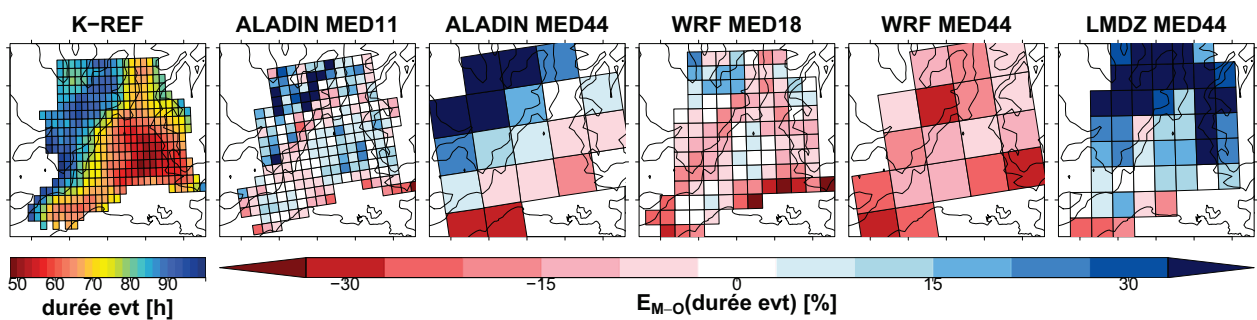 K−REF ALADIN MED11 ALADIN MED44 WRF MED18 WRF MED44 LMDZ MED44
50 60 70 80 90
durée evt [h]
−30 −15 0 15 30
E_M−O(durée evt) [%]